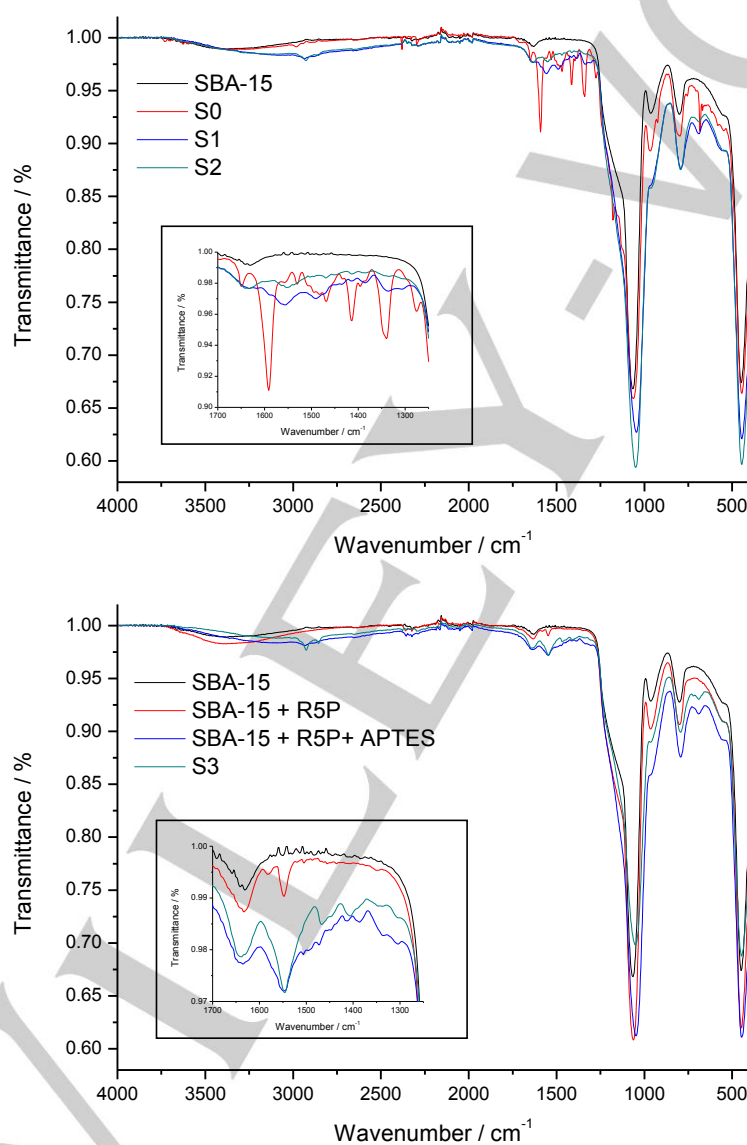 1.00
0.95
0.90
0.85
0.80
0.75
0.70
0.65
0.60
Transmittance / %
SBA-15
S0
S1
S2
1.00
0.99
0.98
0.97
0.96
0.94
0.92
0.90
Transmittance / %
1700 1600 1500 1400 1300
Wavenumber / cm-1
4000 3500 3000 2500 2000 1500 1000 500
Wavenumber / cm-1
1.00
0.95
0.90
0.85
0.80
0.75
0.70
0.65
0.60
Transmittance / %
SBA-15
SBA-15 + R5P
SBA-15 + R5P+ APTES
S3
1.00
0.99
0.98
0.97
Transmittance / %
1700 1600 1500 1400 1300
Wavenumber / cm-1
4000 3500 3000 2500 2000 1500 1000 500
Wavenumber / cm-1